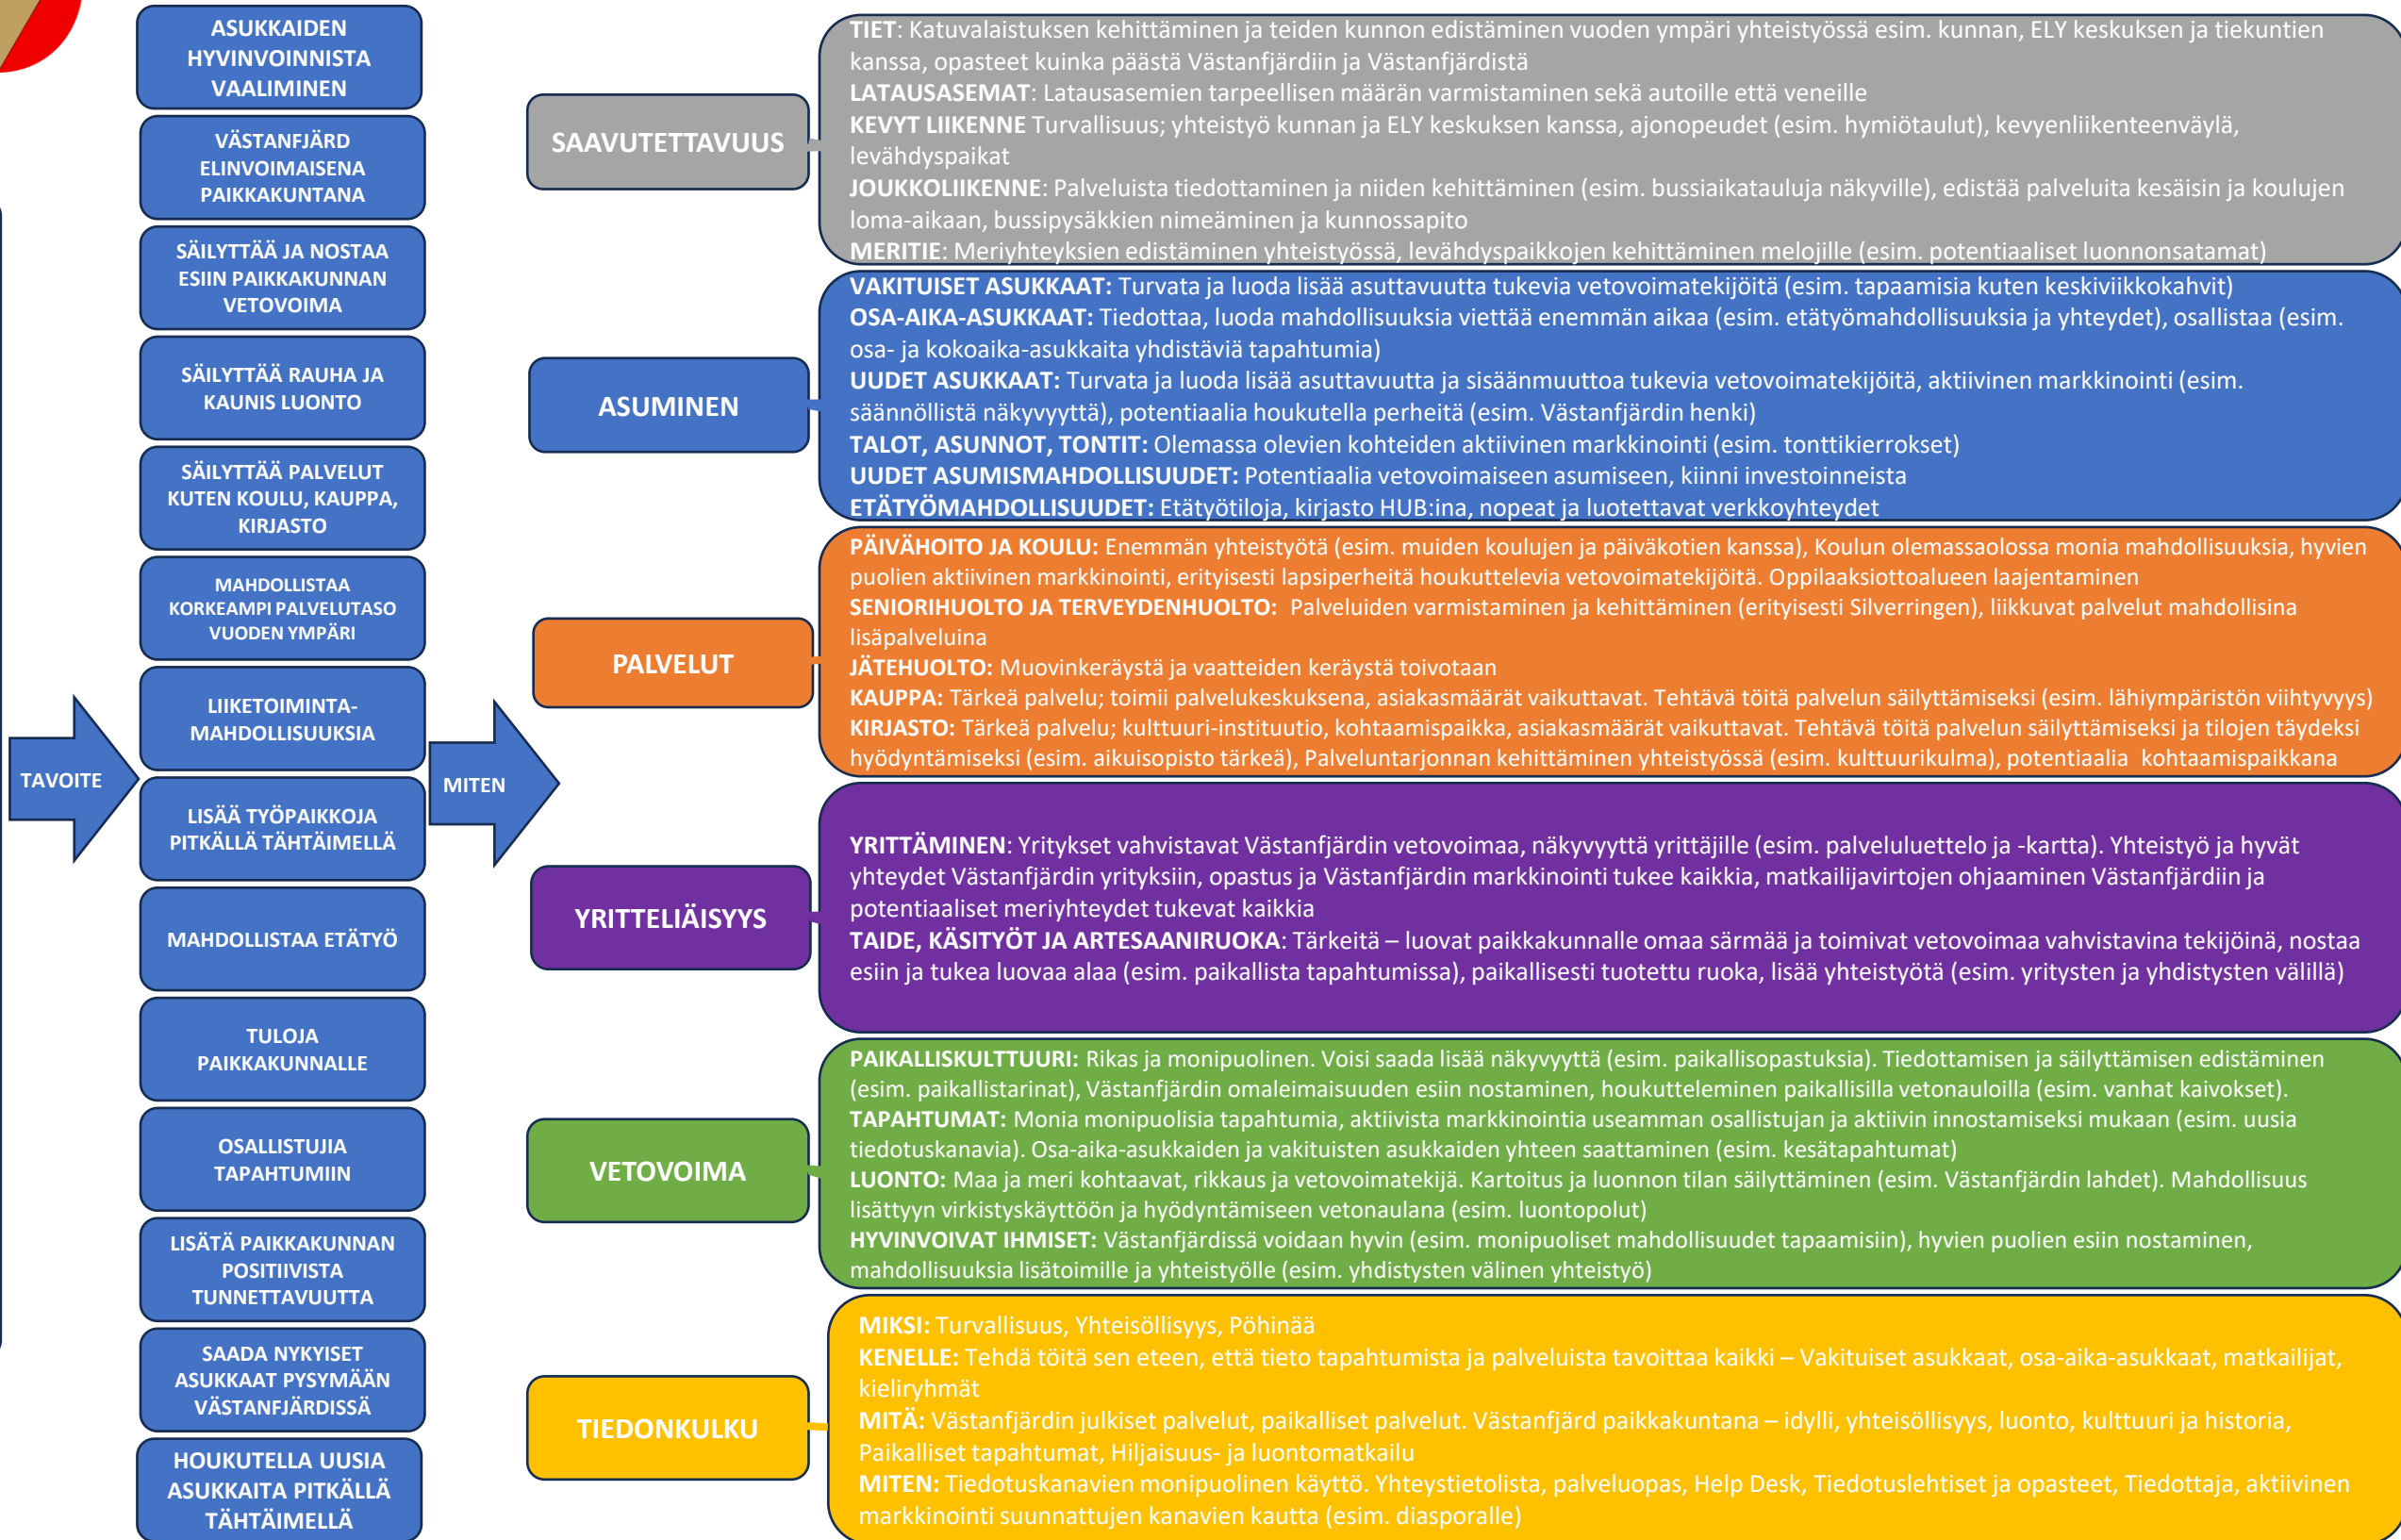 TAVOITE
ASUKKAIDEN
HYVINVOINNISTA
VAALIMINEN
VÄSTANFJÄRD
ELINVOIMAISENA
PAIKKAKUNTANA
SÄILYTTÄÄ JA NOSTAA
ESIIN PAIKKAKUNNAN
VETOVOIMA
SÄILYTTÄÄ RAUHA JA
KAUNIS LUONTO
SÄILYTTÄÄ PALVELUT
KUTEN KOULU, KAUPPA,
KIRJASTO
MAHDOLLISTAA
KORKEAMPI PALVELUTASO
VUODEN YMPÄRI
LIIKETOIMINTA-
MAHDOLLISUUKSIA
LISÄÄ TYÖPAIKKOJA
PITKÄLLÄ TÄHTÄIMELLÄ
MAHDOLLISTAA ETÄTYÖ
TULOJA
PAIKKAKUNNALLE
OSALLISTUJIA
TAPAHTUMIIN
LISÄTÄ PAIKKAKUNNAN
POSITIIVISTA
TUNNETTAVUUTTA
SAADA NYKYISET
ASUKKAAT PYSYMÄÄN
VÄSTANFJÄRDISSÄ
HOUKUTELLA UUSIA
ASUKKAITA PITKÄLLÄ
TÄHTÄIMELLÄ
MITEN
SAAVUTETTAVUUS
TIET: Katuvalaistuksen kehittäminen ja teiden kunnon edistäminen vuoden ympäri yhteistyössä esim. kunnan, ELY keskuksen ja tiekuntien
kanssa, opasteet kuinka päästä Västanfjärdiin ja Västanfjärdistä
LATAUSASEMAT: Latausasemien tarpeellisen määrän varmistaminen sekä autoille että veneille
KEVYT LIIKENNE Turvallisuus; yhteistyö kunnan ja ELY keskuksen kanssa, ajonopeudet (esim. hymiötaulut), kevyenliikenteenväylä,
levähdyspaikat
JOUKKOLIIKENNE: Palveluista tiedottaminen ja niiden kehittäminen (esim. bussiaikatauluja näkyville), edistää palveluita kesäisin ja koulujen
loma-aikaan, bussipysäkkien nimeäminen ja kunnossapito
MERITIE: Meriyhteyksien edistäminen yhteistyössä, levähdyspaikkojen kehittäminen melojille (esim. potentiaaliset luonnonsatamat)
ASUMINEN
VAKITUISET ASUKKAAT: Turvata ja luoda lisää asuttavuutta tukevia vetovoimatekijöitä (esim. tapaamisia kuten keskiviikkokahvit)
OSA-AIKA-ASUKKAAT: Tiedottaa, luoda mahdollisuuksia viettää enemmän aikaa (esim. etätyömahdollisuuksia ja yhteydet), osallistaa (esim.
osa- ja kokoaika-asukkaita yhdistäviä tapahtumia)
UUDET ASUKKAAT: Turvata ja luoda lisää asuttavuutta ja sisäänmuuttoa tukevia vetovoimatekijöitä, aktiivinen markkinointi (esim.
säännöllistä näkyvyyttä), potentiaalia houkutella perheitä (esim. Västanfjärdin henki)
TALOT, ASUNNOT, TONTIT: Olemassa olevien kohteiden aktiivinen markkinointi (esim. tonttikierrokset)
UUDET ASUMISMAHDOLLISUUDET: Potentiaalia vetovoimaiseen asumiseen, kiinni investoinneista
ETÄTYÖMAHDOLLISUUDET: Etätyötiloja, kirjasto HUB:ina, nopeat ja luotettavat verkkoyhteydet
PALVELUT
PÄIVÄHOITO JA KOULU: Enemmän yhteistyötä (esim. muiden koulujen ja päiväkotien kanssa), Koulun olemassaolossa monia mahdollisuuksia, hyvien
puolien aktiivinen markkinointi, erityisesti lapsiperheitä houkuttelevia vetovoimatekijöitä. Oppilaaksiottoalueen laajentaminen
SENIORIHUOLTO JA TERVEYDENHUOLTO: Palveluiden varmistaminen ja kehittäminen (erityisesti Silverringen), liikkuvat palvelut mahdollisina
lisäpalveluina
JÄTEHUOLTO: Muovinkeräystä ja vaatteiden keräystä toivotaan
KAUPPA: Tärkeä palvelu; toimii palvelukeskuksena, asiakasmäärät vaikuttavat. Tehtävä töitä palvelun säilyttämiseksi (esim. lähiympäristön viihtyvyys)
KIRJASTO: Tärkeä palvelu; kulttuuri-instituutio, kohtaamispaikka, asiakasmäärät vaikuttavat. Tehtävä töitä palvelun säilyttämiseksi ja tilojen täydeksi
hyödyntämiseksi (esim. aikuisopisto tärkeä), Palveluntarjonnan kehittäminen yhteistyössä (esim. kulttuurikulma), potentiaalia kohtaamispaikkana
YRITTELIÄISYYS
YRITTÄMINEN: Yritykset vahvistavat Västanfjärdin vetovoimaa, näkyvyyttä yrittäjille (esim. palveluluettelo ja -kartta). Yhteistyö ja hyvät
yhteydet Västanfjärdin yrityksiin, opastus ja Västanfjärdin markkinointi tukee kaikkia, matkailijavirtojen ohjaaminen Västanfjärdiin ja
potentiaaliset meriyhteydet tukevat kaikkia
TAIDE, KÄSITYÖT JA ARTESAANIRUOKA: Tärkeitä – luovat paikkakunnalle omaa särmää ja toimivat vetovoimaa vahvistavina tekijöinä, nostaa
esiin ja tukea luovaa alaa (esim. paikallista tapahtumissa), paikallisesti tuotettu ruoka, lisää yhteistyötä (esim. yritysten ja yhdistysten välillä)
VETOVOIMA
PAIKALLISKULTTUURI: Rikas ja monipuolinen. Voisi saada lisää näkyvyyttä (esim. paikallisopastuksia). Tiedottamisen ja säilyttämisen edistäminen
(esim. paikallistarinat), Västanfjärdin omaleimaisuuden esiin nostaminen, houkutteleminen paikallisilla vetonauloilla (esim. vanhat kaivokset).
TAPAHTUMAT: Monia monipuolisia tapahtumia, aktiivista markkinointia useamman osallistujan ja aktiivin innostamiseksi mukaan (esim. uusia
tiedotuskanavia). Osa-aika-asukkaiden ja vakituisten asukkaiden yhteen saattaminen (esim. kesätapahtumat)
LUONTO: Maa ja meri kohtaavat, rikkaus ja vetovoimatekijä. Kartoitus ja luonnon tilan säilyttäminen (esim. Västanfjärdin lahdet). Mahdollisuus
lisättyyn virkistyskäyttöön ja hyödyntämiseen vetonaulana (esim. luontopolut)
HYVINVOIVAT IHMISET: Västanfjärdissä voidaan hyvin (esim. monipuoliset mahdollisuudet tapaamisiin), hyvien puolien esiin nostaminen,
mahdollisuuksia lisätoimille ja yhteistyölle (esim. yhdistysten välinen yhteistyö)
TIEDONKULKU
MIKSI: Turvallisuus, Yhteisöllisyys, Pöhinää
KENELLE: Tehdä töitä sen eteen, että tieto tapahtumista ja palveluista tavoittaa kaikki – Vakituiset asukkaat, osa-aika-asukkaat, matkailijat,
kieliryhmät
MITÄ: Västanfjärdin julkiset palvelut, paikalliset palvelut. Västanfjärd paikkakuntana – idylli, yhteisöllisyys, luonto, kulttuuri ja historia,
Paikalliset tapahtumat, Hiljaisuus- ja luontomatkailu
MITEN: Tiedotuskanavien monipuolinen käyttö. Yhteystietolista, palveluopas, Help Desk, Tiedotuslehtiset ja opasteet, Tiedottaja, aktiivinen
markkinointi suunnattujen kanavien kautta (esim. diasporalle)